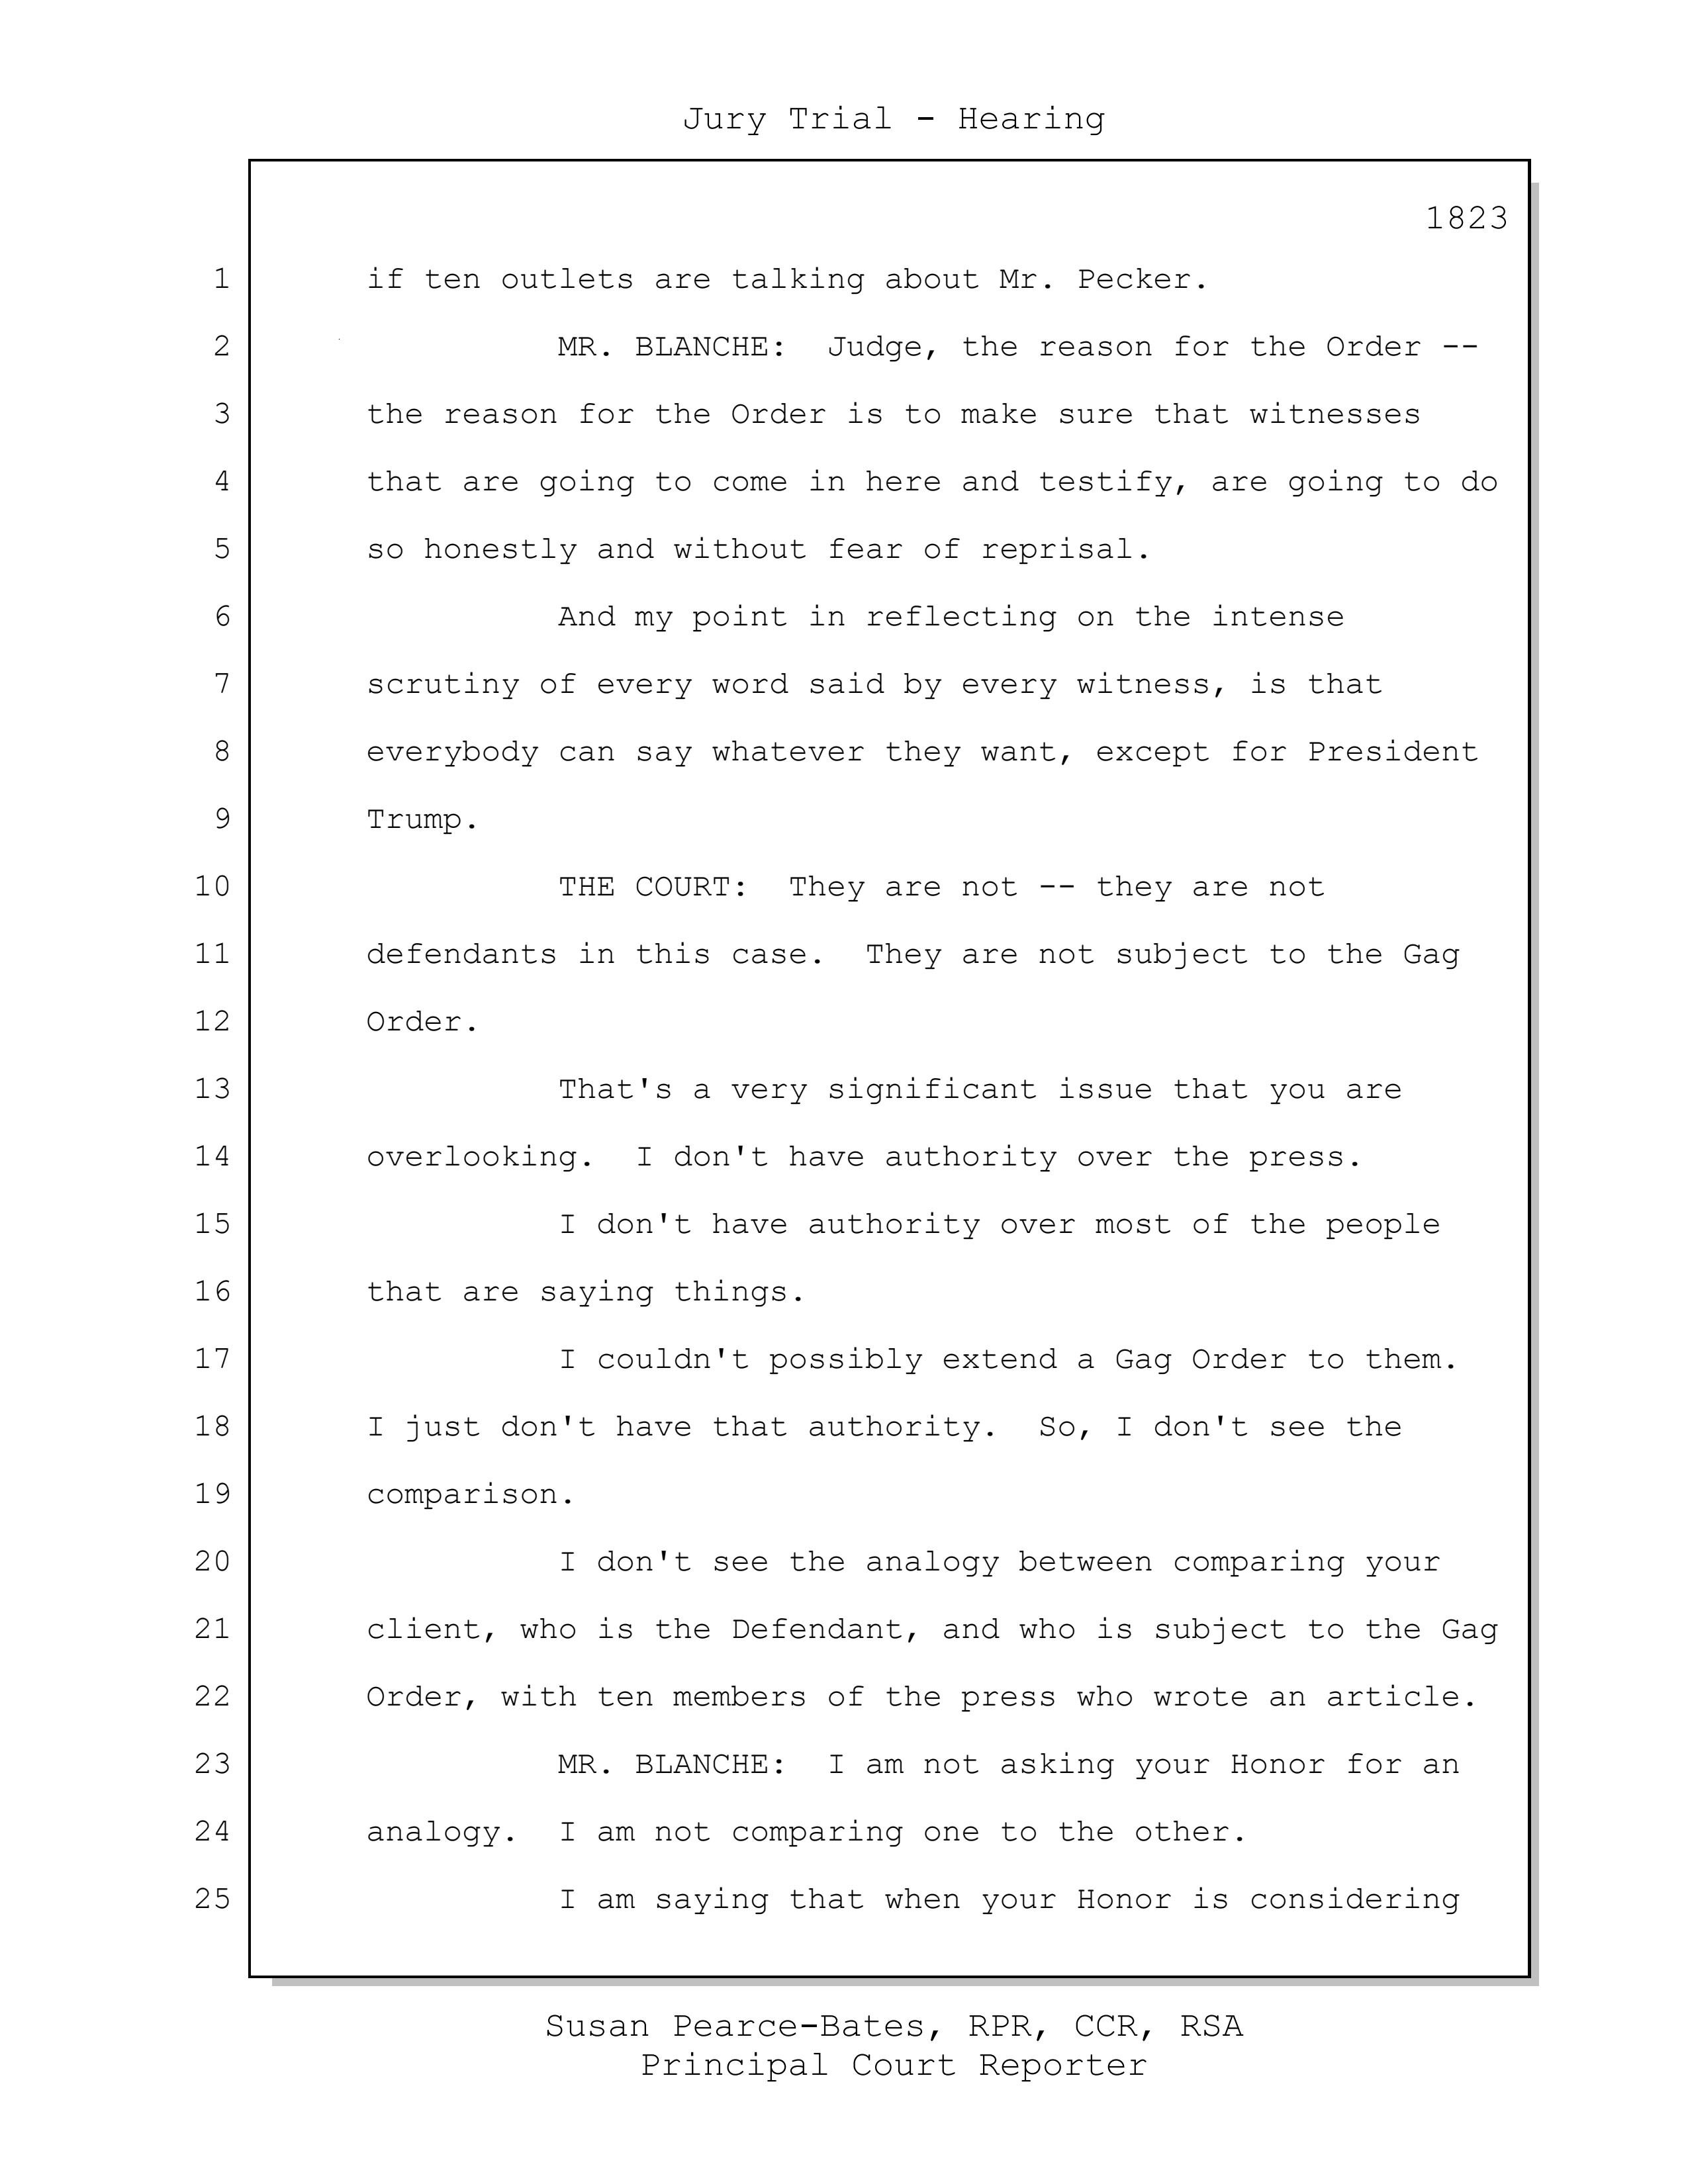 Jury Trial - Hearing
1823
1 if ten outlets are talking about Mr. Pecker.
2 MR. BLANCHE:  Judge, the reason for the Order --
3 the reason for the Order is to make sure that witnesses
4 that are going to come in here and testify, are going to do
5 so honestly and without fear of reprisal.
6 And my point in reflecting on the intense
7 scrutiny of every word said by every witness, is that
8 everybody can say whatever they want, except for President
9 Trump.
10 THE COURT:  They are not -- they are not
11 defendants in this case.  They are not subject to the Gag
12 Order.
13 That's a very significant issue that you are
14 overlooking.  I don't have authority over the press.
15 I don't have authority over most of the people
16 that are saying things.
17 I couldn't possibly extend a Gag Order to them.
18 I just don't have that authority.  So, I don't see the
19 comparison.
20 I don't see the analogy between comparing your
21 client, who is the Defendant, and who is subject to the Gag
22 Order, with ten members of the press who wrote an article.
23 MR. BLANCHE:  I am not asking your Honor for an
24 analogy.  I am not comparing one to the other.
25 I am saying that when your Honor is considering
Susan Pearce-Bates, RPR, CCR, RSA
Principal Court Reporter